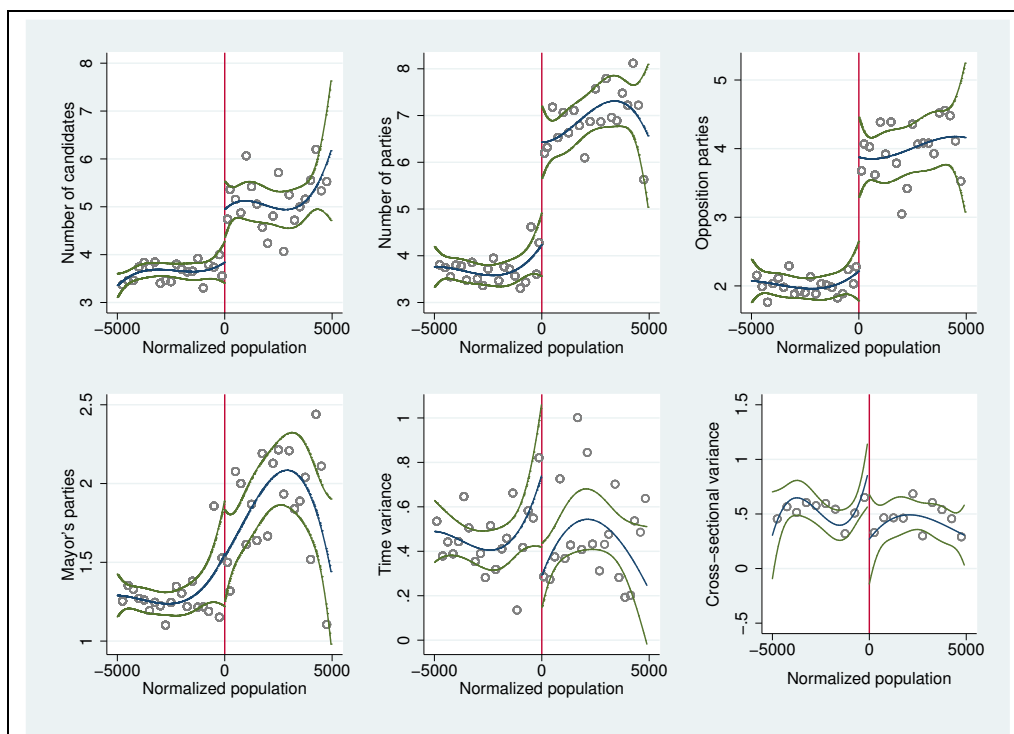 Number of candidates
8
7
6
5
4
3
−5000 0 5000
Normalized population
Number of parties
8
7
6
5
4
3
−5000 0 5000
Normalized population
Opposition parties
5
4
3
2
−5000 0 5000
Normalized population
Mayor's parties
2.5
2
1.5
1
−5000 0 5000
Normalized population
Time variance
1
.8
.6
.4
.2
0
−5000 0 5000
Normalized population
Cross−sectional variance
1.5
1
.5
0
−.5
−5000 0 5000
Normalized population